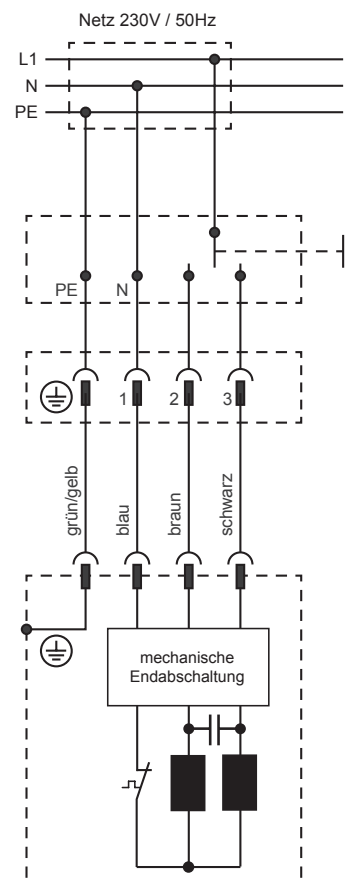 Netz 230V / 50Hz
L1
N
PE
PE
N
1
2
3
grün/gelb
blau
braun
schwarz
mechanische
Endabschaltung